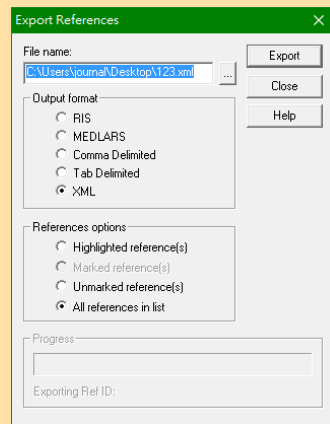 Export References
File name:
C:\Users\journal\Desktop\123.xml
...
Export
Close
Help
Output format
RIS
MEDLARS
Comma Delimited
Tab Delimited
XML
References options
Highlighted reference(s)
Marked reference(s)
Unmarked reference(s)
All references in list
Progress
Exporting Ref ID: